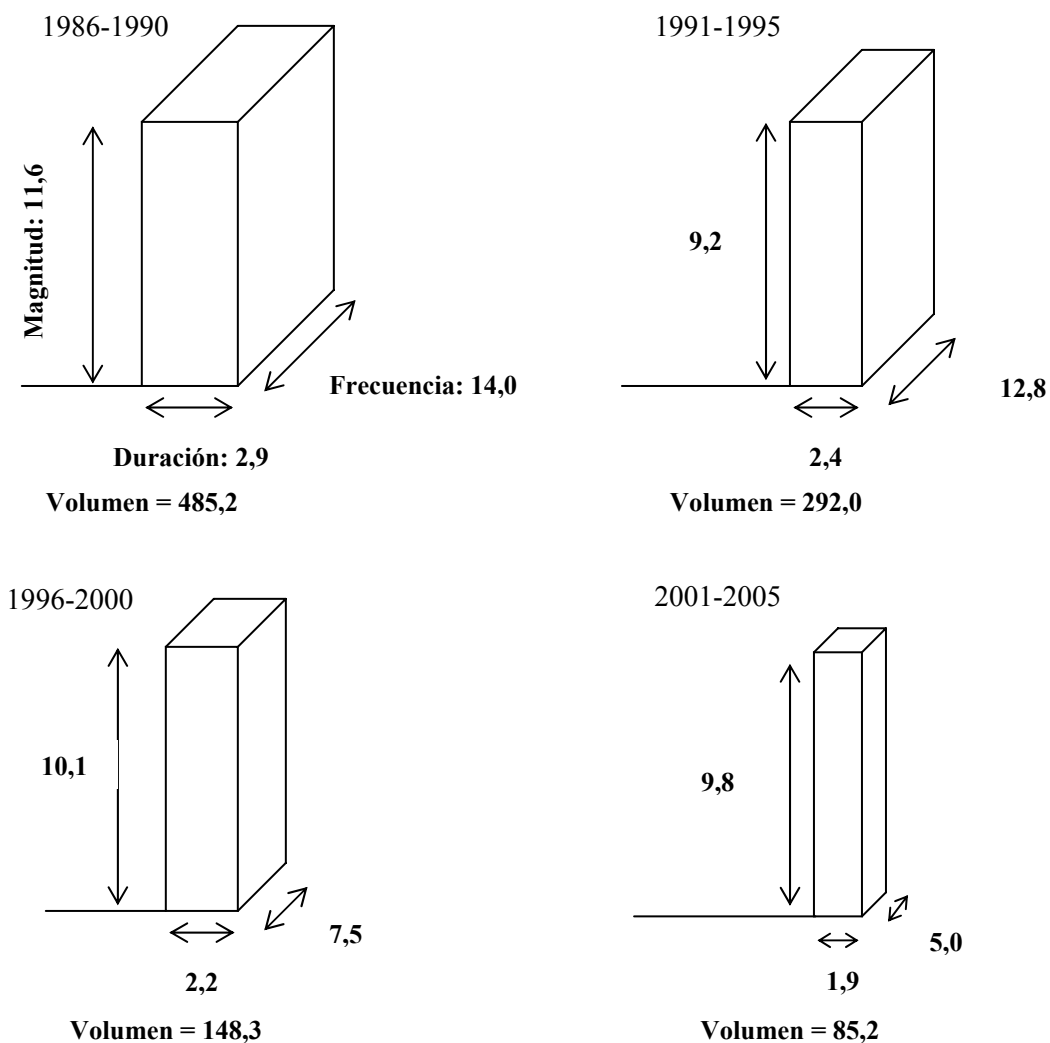 1986-1990
Magnitud: 11,6
Frecuencia: 14,0
Duración: 2,9
Volumen = 485,2
1991-1995
9,2
12,8
2,4
Volumen = 292,0
1996-2000
10,1
7,5
2,2
Volumen = 148,3
2001-2005
9,8
5,0
1,9
Volumen = 85,2